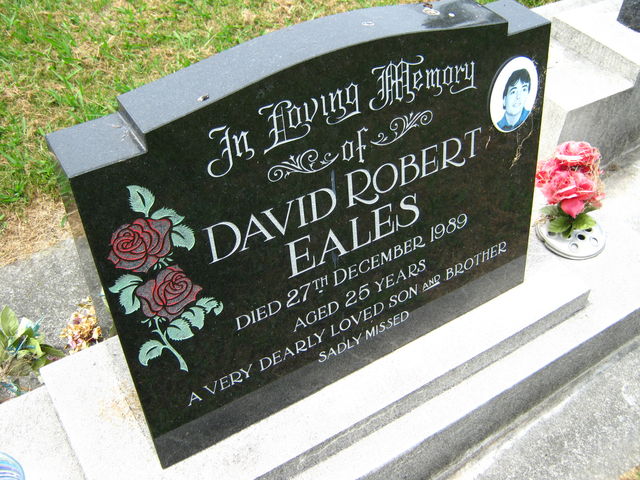 In Loving Memory
of
DAVID ROBERT
EALES
DIED 27TH DECEMBER 1989
AGED 25 YEARS
A VERY DEARLY LOVED SON AND BROTHER
SADLY MISSED